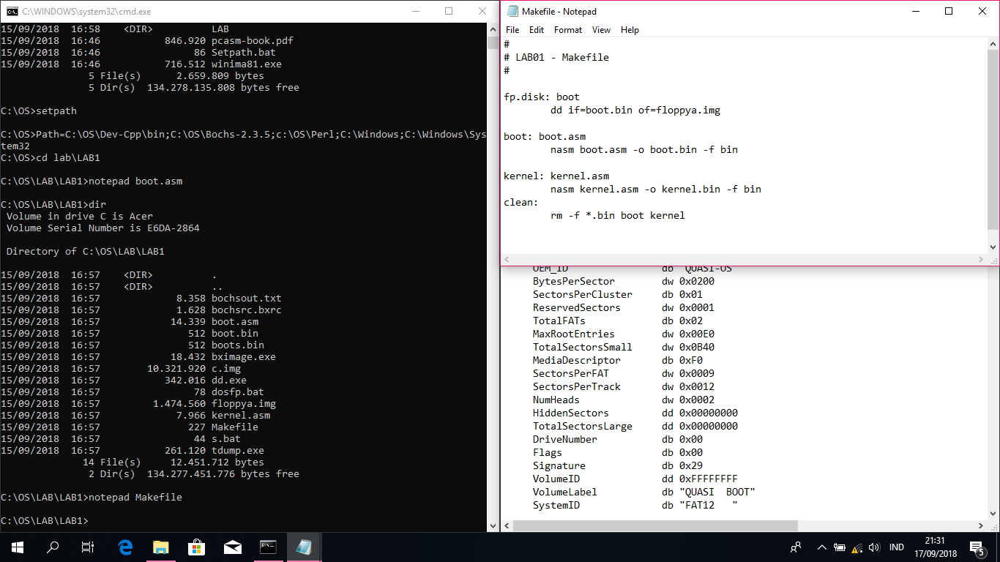 C:\WINDOWS\system32\cmd.exe
15/09/2018  16:58    <DIR>          LAB
15/09/2018  16:46           846.920 pcasm-book.pdf
15/09/2018  16:46                86 Setpath.bat
15/09/2018  16:46           716.512 winima81.exe
               5 File(s)      2.659.809 bytes
               5 Dir(s)  134.278.135.808 bytes free
C:\OS>setpath
C:\OS>Path=C:\OS\Dev-Cpp\bin;C:\OS\Bochs-2.3.5;c:\OS\Perl;C:\Windows;C:\Windows\Sys
tem32
C:\OS>cd lab\LAB1
C:\OS\LAB\LAB1>notepad boot.asm
C:\OS\LAB\LAB1>dir
 Volume in drive C is Acer
 Volume Serial Number is E6DA-2864
 Directory of C:\OS\LAB\LAB1
15/09/2018  16:57    <DIR>          .
15/09/2018  16:57    <DIR>          ..
15/09/2018  16:57             8.358 bochsout.txt
15/09/2018  16:57             1.628 bochsrc.bxrc
15/09/2018  16:57            14.339 boot.asm
15/09/2018  16:57               512 boot.bin
15/09/2018  16:57               512 boots.bin
15/09/2018  16:57            18.432 bximage.exe
15/09/2018  16:57        10.321.920 c.img
15/09/2018  16:57           342.016 dd.exe
15/09/2018  16:57                78 dosfp.bat
15/09/2018  16:57         1.474.560 floppya.img
15/09/2018  16:57             7.966 kernel.asm
15/09/2018  16:57               227 Makefile
15/09/2018  16:57                44 s.bat
15/09/2018  16:57           261.120 tdump.exe
              14 File(s)     12.451.712 bytes
               2 Dir(s)  134.277.451.776 bytes free
C:\OS\LAB\LAB1>notepad Makefile
C:\OS\LAB\LAB1>
Makefile - Notepad
File Edit Format View Help
#
# LAB01 - Makefile
#
fp.disk: boot
        dd if=boot.bin of=floppya.img
boot: boot.asm
        nasm boot.asm -o boot.bin -f bin
kernel: kernel.asm
        nasm kernel.asm -o kernel.bin -f bin
clean:
        rm -f *.bin boot kernel
OEM_ID                db "QUASI-OS"
BytesPerSector        dw 0x0200
SectorsPerCluster     db 0x01
ReservedSectors       dw 0x0001
TotalFATs             db 0x02
MaxRootEntries        dw 0x00E0
TotalSectorsSmall     dw 0x0B40
MediaDescriptor       db 0xF0
SectorsPerFAT         dw 0x0009
SectorsPerTrack       dw 0x0012
NumHeads              dw 0x0002
HiddenSectors         dd 0x00000000
TotalSectorsLarge     dd 0x00000000
DriveNumber           db 0x00
Flags                 db 0x00
Signature             db 0x29
VolumeID              dd 0xFFFFFFFF
VolumeLabel           db "QUASI  BOOT"
SystemID              db "FAT12   "
IND
21:31
17/09/2018
5